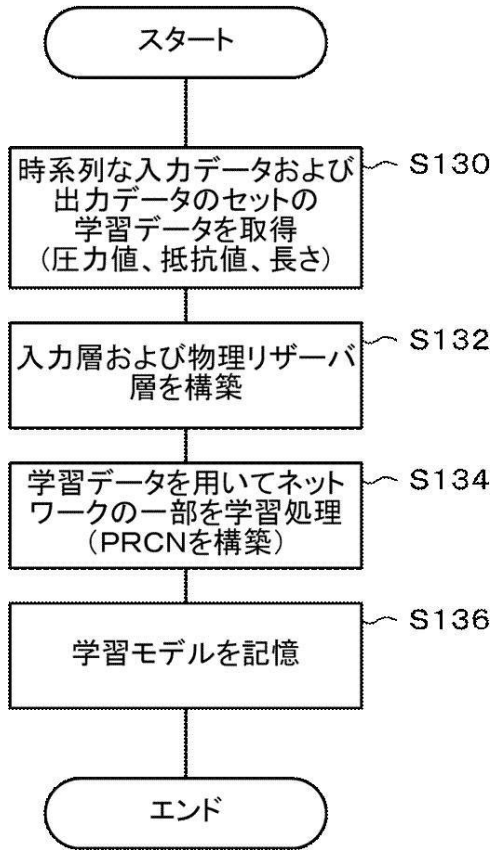 スタート
時系列な入力データおよび
出力データのセットの
学習データを取得
(圧力値、抵抗値、長さ)
S130
入力層および物理リザーバ
層を構築
S132
学習データを用いてネット
ワークの一部を学習処理
(PRCNを構築)
S134
学習モデルを記憶
S136
エンド